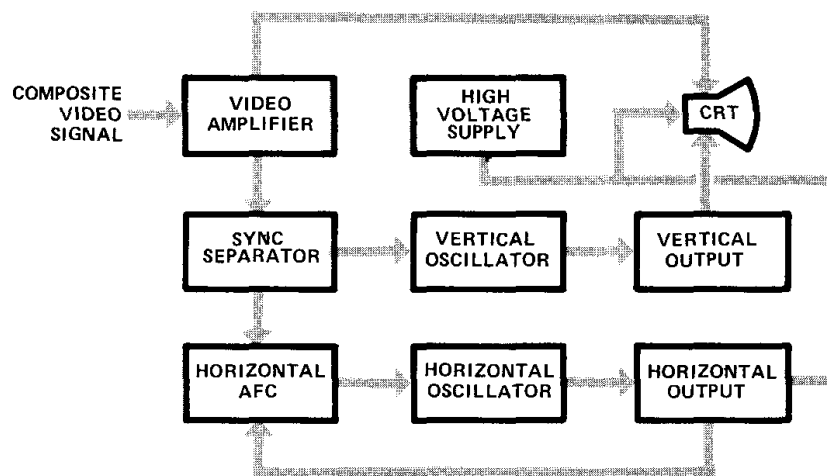 COMPOSITE
VIDEO
SIGNAL
VIDEO
AMPLIFIER
HIGH
VOLTAGE
SUPPLY
CRT
SYNC
SEPARATOR
VERTICAL
OSCILLATOR
VERTICAL
OUTPUT
HORIZONTAL
AFC
HORIZONTAL
OSCILLATOR
HORIZONTAL
OUTPUT